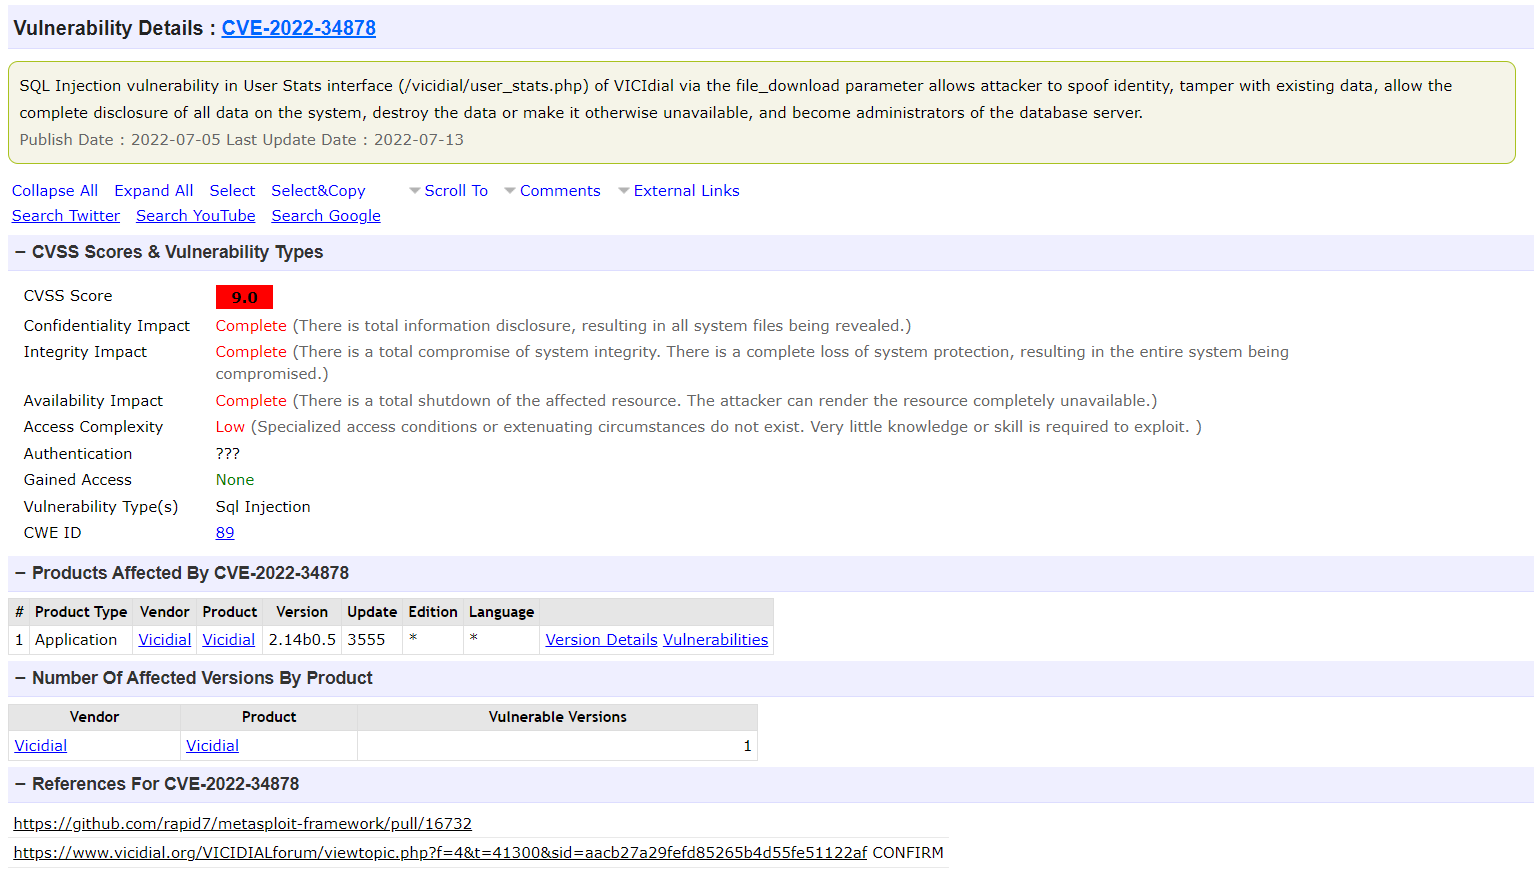 Vulnerability Details : CVE-2022-34878
SQL Injection vulnerability in User Stats interface (/vicidial/user_stats.php) of VICIdial via the file_download parameter allows attacker to spoof identity, tamper with existing data, allow the
complete disclosure of all data on the system, destroy the data or make it otherwise unavailable, and become administrators of the database server.
Publish Date : 2022-07-05 Last Update Date : 2022-07-13
Collapse All Expand All Select Select&Copy Scroll To Comments External Links
Search Twitter Search YouTube Search Google
− CVSS Scores & Vulnerability Types
CVSS Score 9.0
Confidentiality Impact Complete (There is total information disclosure, resulting in all system files being revealed.)
Integrity Impact Complete (There is a total compromise of system integrity. There is a complete loss of system protection, resulting in the entire system being
compromised.)
Availability Impact Complete (There is a total shutdown of the affected resource. The attacker can render the resource completely unavailable.)
Access Complexity Low (Specialized access conditions or extenuating circumstances do not exist. Very little knowledge or skill is required to exploit. )
Authentication ???
Gained Access None
Vulnerability Type(s) Sql Injection
CWE ID 89
− Products Affected By CVE-2022-34878
# Product Type Vendor Product Version Update Edition Language
1 Application Vicidial Vicidial 2.14b0.5 3555 * * Version Details Vulnerabilities
− Number Of Affected Versions By Product
Vendor Product Vulnerable Versions
Vicidial Vicidial 1
− References For CVE-2022-34878
https://github.com/rapid7/metasploit-framework/pull/16732
https://www.vicidial.org/VICIDIALforum/viewtopic.php?f=4&t=41300&sid=aacb27a29fefd85265b4d55fe51122af CONFIRM